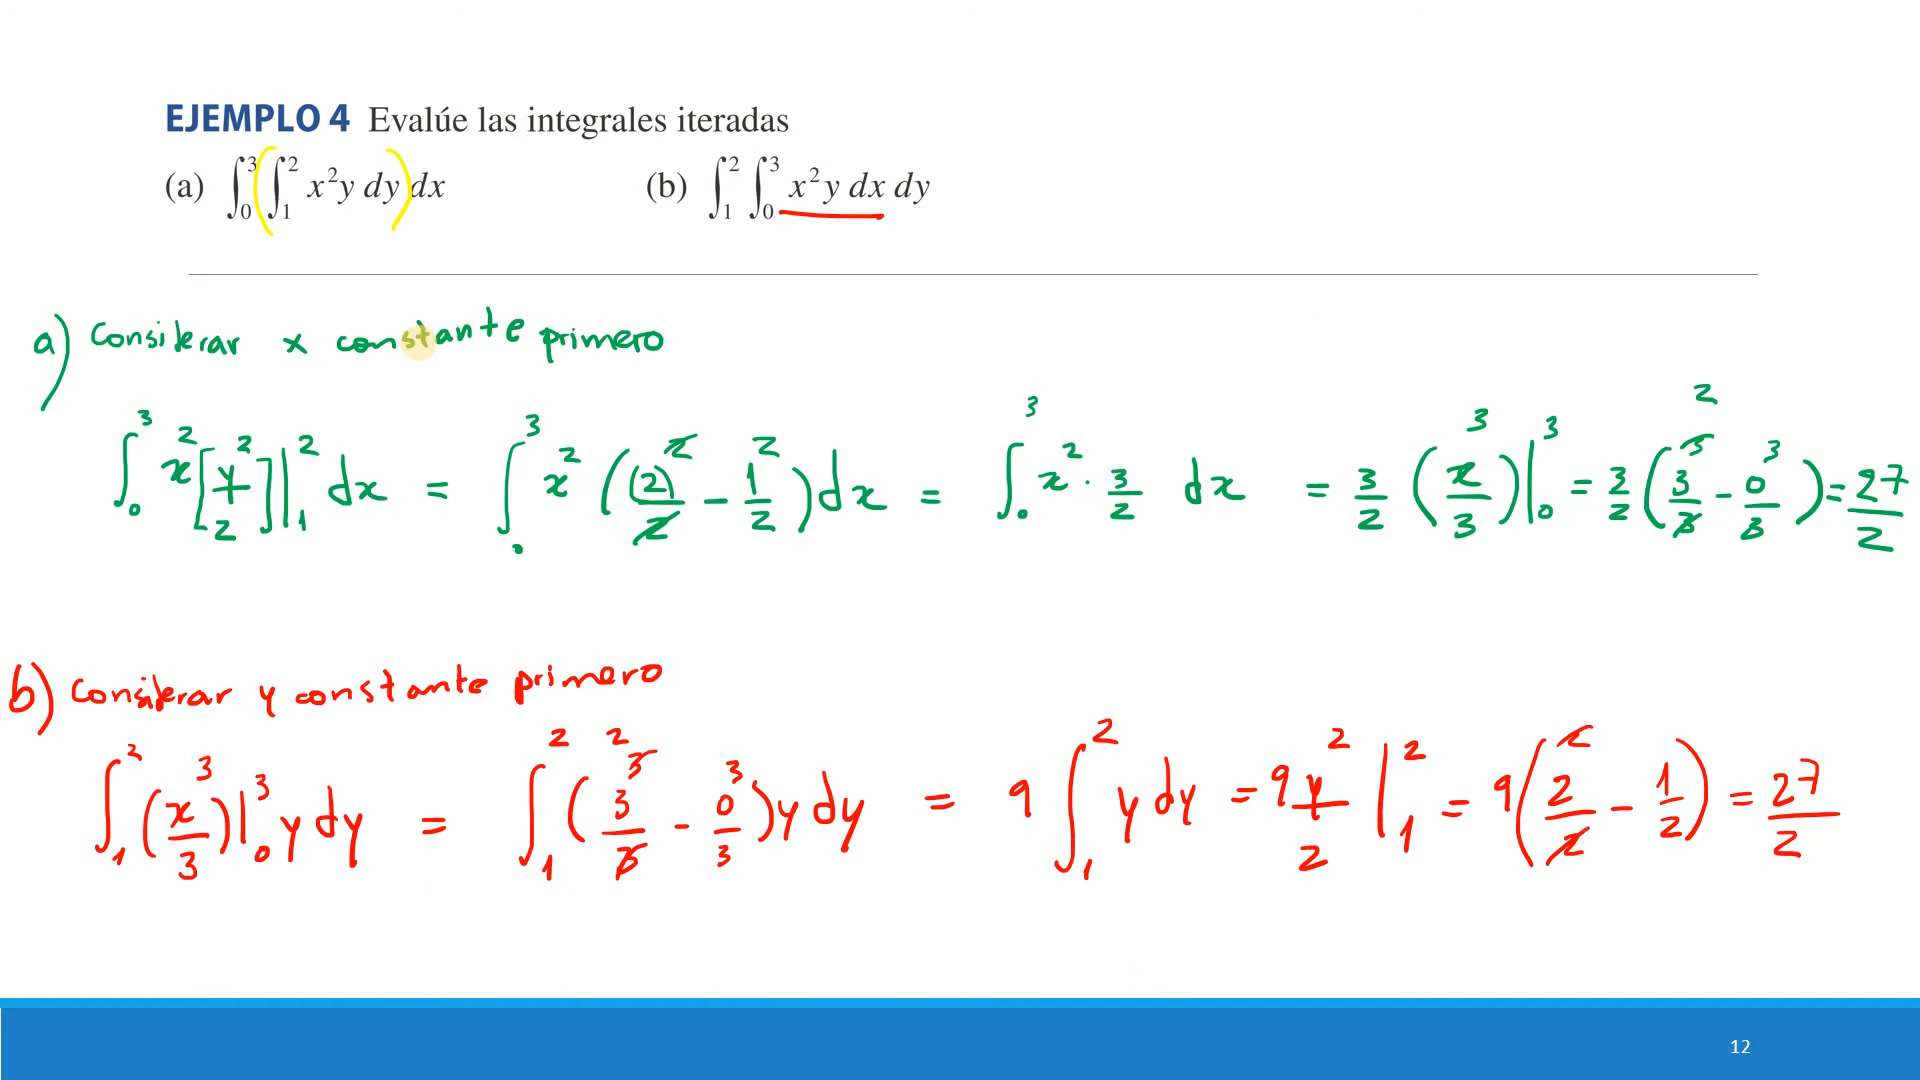 EJEMPLO 4 Evalúe las integrales iteradas
(a) ∫₀³ (∫₁² x²y dy) dx (b) ∫₁² ∫₀³ x²y dx dy
a) Considerar x constante primero
∫₀³ x² [y²/2]|₁² dx = ∫₀³ x² ((2)²/2 - 1²/2) dx = ∫₀³ x² · 3/2 dx = 3/2 (x³/3)|₀³ = 3/2 (3³/3 - 0³/3) = 27/2
b) Considerar y constante primero
∫₁² (x³/3)|₀³ y dy = ∫₁² (3³/3 - 0³/3) y dy = 9 ∫₁² y dy = 9 y²/2 |₁² = 9 (2²/2 - 1/2) = 27/2
12